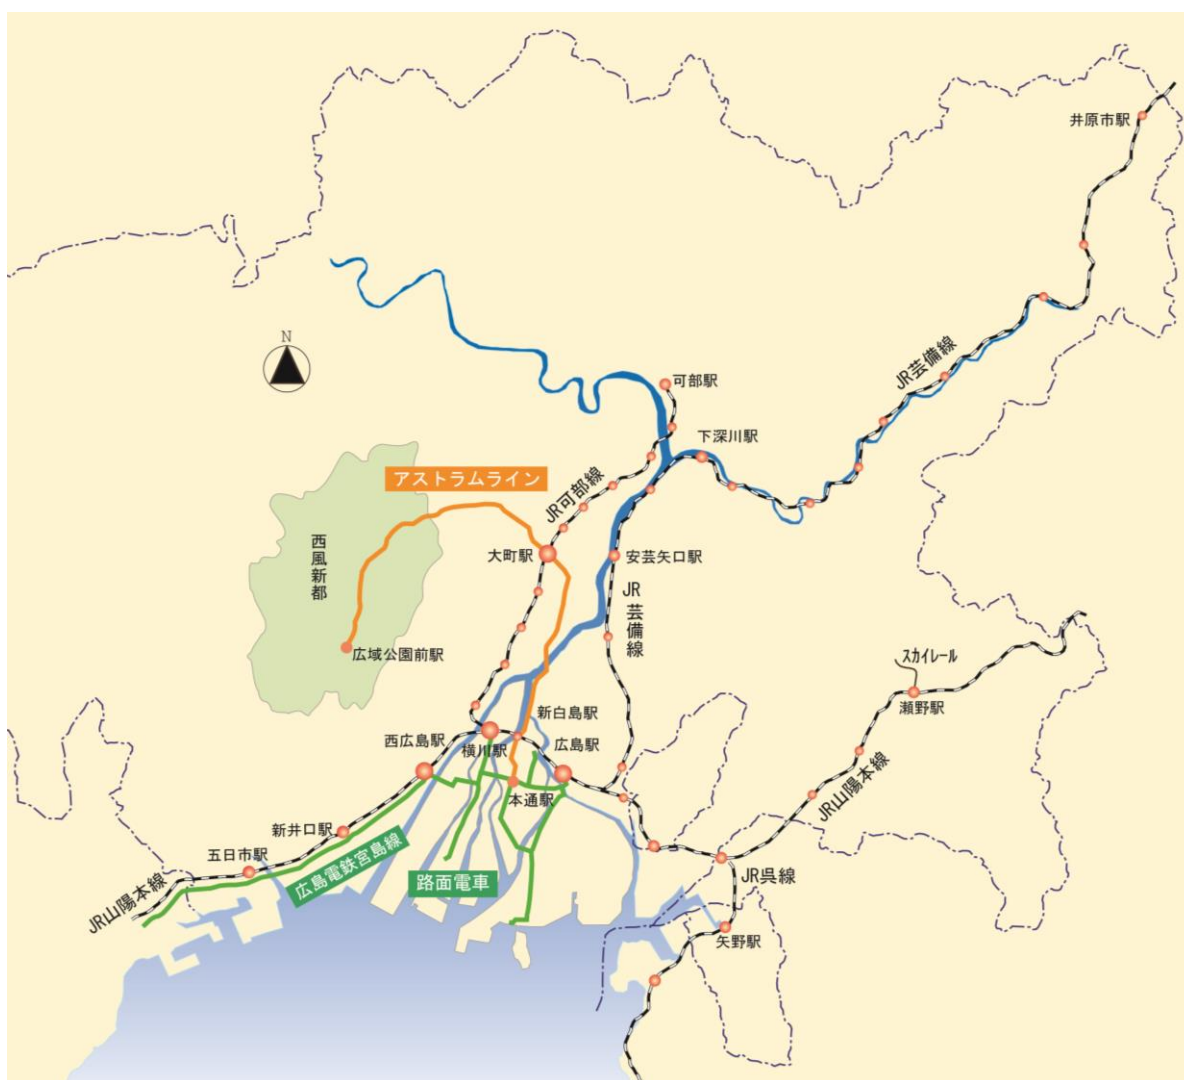 井原市駅
N
JR芸備線
可部駅
下深川駅
アストラムライン
JR可部線
西風新都
大町駅
安芸矢口駅
JR芸備線
広域公園前駅
スカイレール
瀬野駅
新白島駅
西広島駅
横川駅
広島駅
本通駅
JR山陽本線
新井口駅
五日市駅
広島電鉄宮島線
路面電車
JR呉線
JR山陽本線
矢野駅